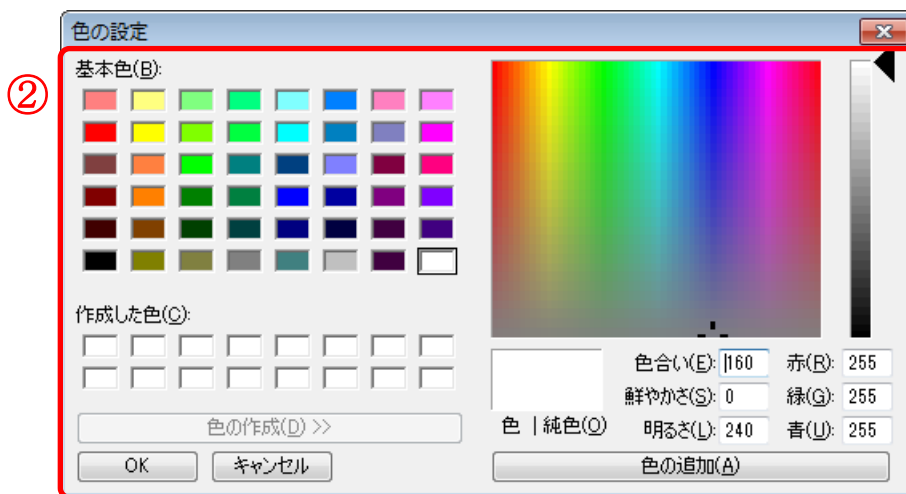 色の設定
②
基本色(B):
作成した色(C):
色の作成(D) >>
OK
キャンセル
色 | 純色(O)
色合い(E): 160
鮮やかさ(S): 0
明るさ(L): 240
赤(R): 255
緑(G): 255
青(U): 255
色の追加(A)